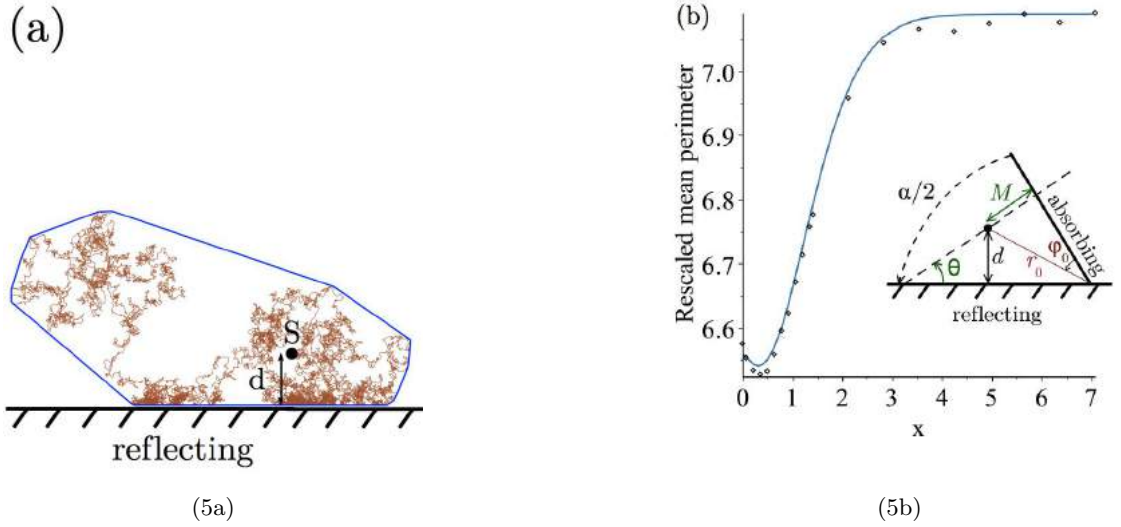 (a)
S
d
reflecting
(5a)
(b)
Rescaled mean perimeter
7.0
6.9
6.8
6.7
6.6
0 1 2 3 4 5 6 7
x
α/2
M
absorbing
θ
d
r₀
φ₀
reflecting
(5b)